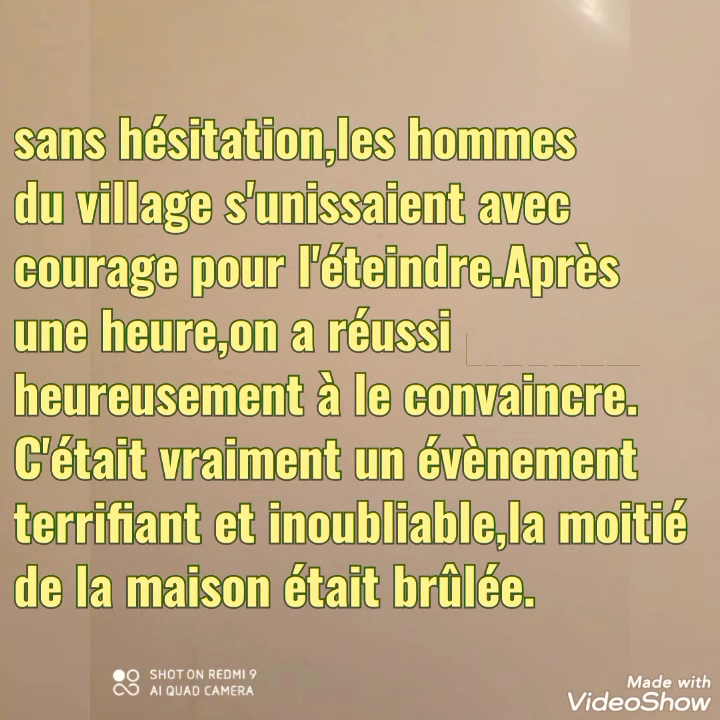 sans hésitation,les hommes
du village s'unissaient avec
courage pour l'éteindre.Après
une heure,on a réussi
heureusement à le convaincre.
C'était vraiment un évènement
terrifiant et inoubliable,la moitié
de la maison était brûlée.
SHOT ON REDMI 9
AI QUAD CAMERA
Made with
VideoShow